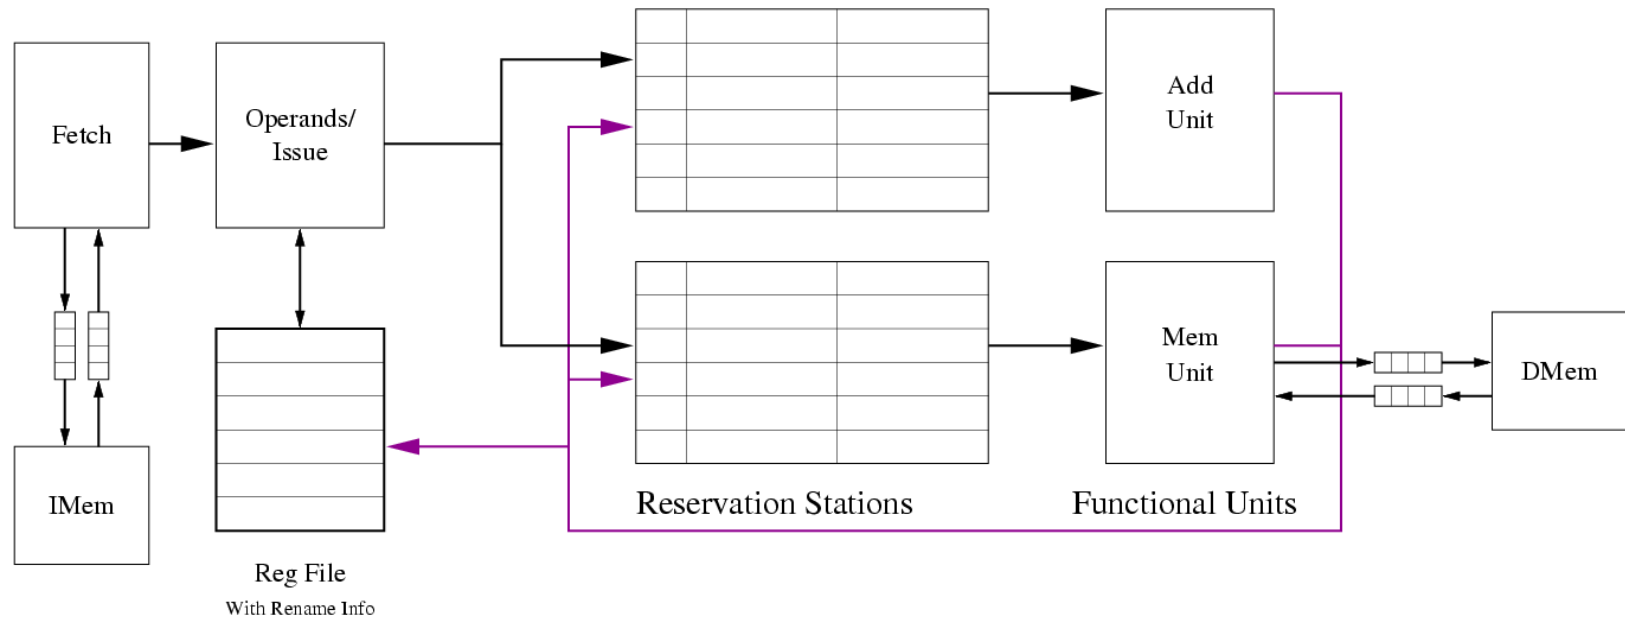 Fetch
Operands/
Issue
Add
Unit
Mem
Unit
DMem
IMem
Reservation Stations
Functional Units
Reg File
With Rename Info